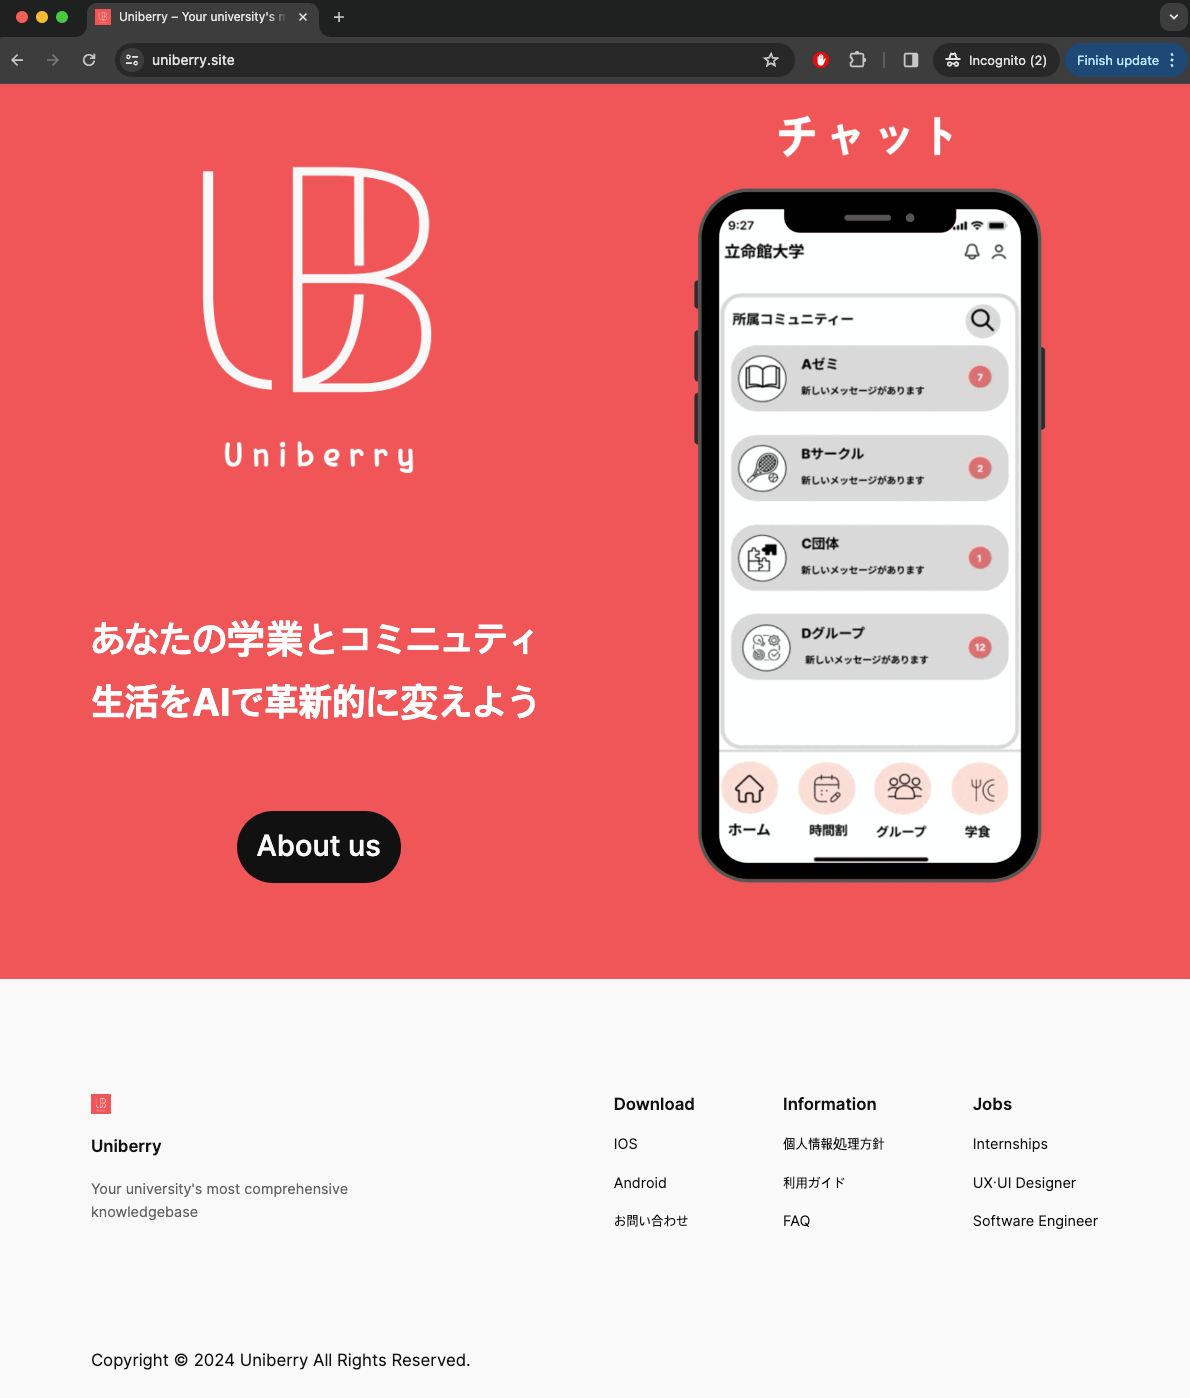 Uniberry – Your university's m
uniberry.site
Incognito (2)
Finish update
UB
Uniberry
あなたの学業とコミニュティ
生活をAIで革新的に変えよう
About us
チャット
9:27
立命館大学
所属コミュニティー
Aゼミ
新しいメッセージがあります
7
Bサークル
新しいメッセージがあります
2
C団体
新しいメッセージがあります
1
Dグループ
新しいメッセージがあります
12
ホーム
時間割
グループ
学食
Uniberry
Your university's most comprehensive
knowledgebase
Download
IOS
Android
お問い合わせ
Information
個人情報処理方針
利用ガイド
FAQ
Jobs
Internships
UX·UI Designer
Software Engineer
Copyright © 2024 Uniberry All Rights Reserved.